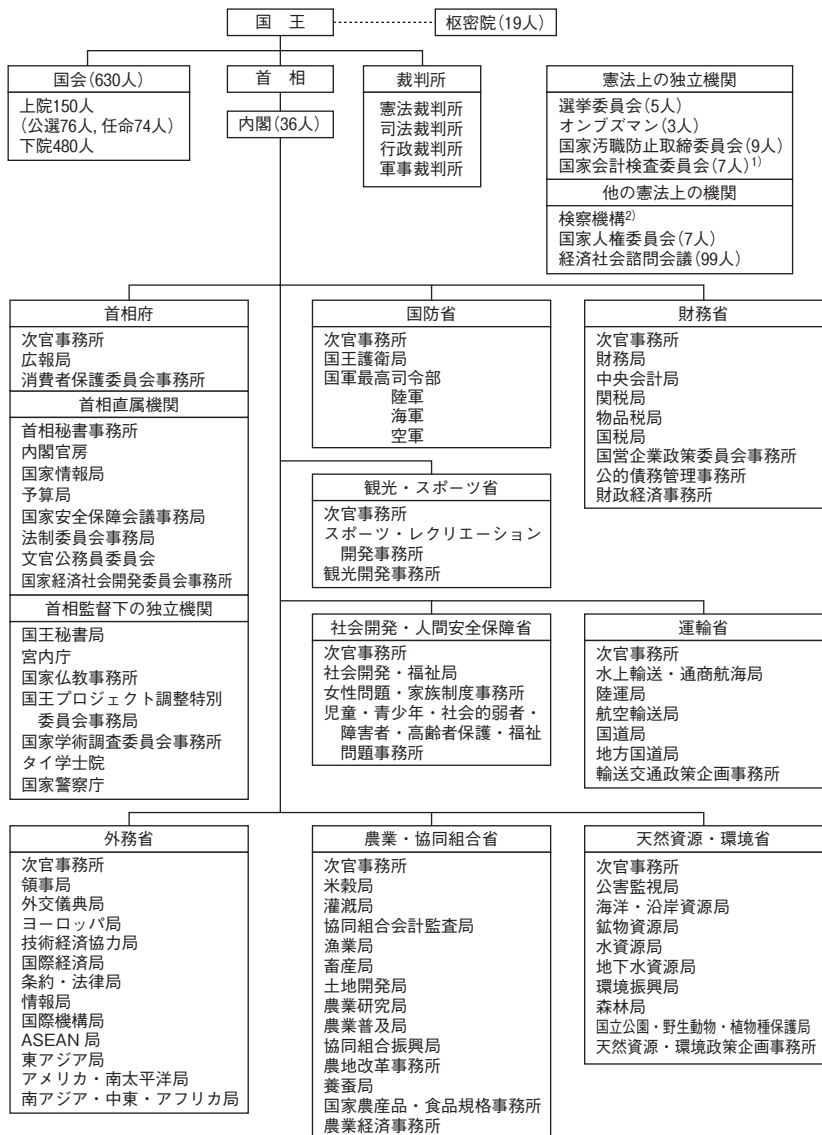 国　王
枢密院(19人)
国会(630人)
上院150人
(公選76人, 任命74人)
下院480人
首　相
内閣(36人)
裁判所
憲法裁判所
司法裁判所
行政裁判所
軍事裁判所
憲法上の独立機関
選挙委員会(5人)
オンブズマン(3人)
国家汚職防止取締委員会(9人)
国家会計検査委員会(7人)1)
他の憲法上の機関
検察機構2)
国家人権委員会(7人)
経済社会諮問会議(99人)
首相府
次官事務所
広報局
消費者保護委員会事務所
首相直属機関
首相秘書事務所
内閣官房
国家情報局
予算局
国家安全保障会議事務局
法制委員会事務局
文官公務員委員会
国家経済社会開発委員会事務所
首相監督下の独立機関
国王秘書局
宮内庁
国家仏教事務所
国王プロジェクト調整特別
委員会事務局
国家学術調査委員会事務所
タイ学士院
国家警察庁
国防省
次官事務所
国王護衛局
国軍最高司令部
陸軍
海軍
空軍
財務省
次官事務所
財務局
中央会計局
関税局
物品税局
国税局
国営企業政策委員会事務所
公的債務管理事務所
財政経済事務所
観光・スポーツ省
次官事務所
スポーツ・レクリエーション
開発事務所
観光開発事務所
社会開発・人間安全保障省
次官事務所
社会開発・福祉局
女性問題・家族制度事務所
児童・青少年・社会的弱者・
障害者・高齢者保護・福祉
問題事務所
運輸省
次官事務所
水上輸送・通商航海局
陸運局
航空輸送局
国道局
地方国道局
輸送交通政策企画事務所
外務省
次官事務所
領事局
外交儀典局
ヨーロッパ局
技術経済協力局
国際経済局
条約・法律局
情報局
国際機構局
ASEAN局
東アジア局
アメリカ・南太平洋局
南アジア・中東・アフリカ局
農業・協同組合省
次官事務所
米穀局
灌漑局
協同組合会計監査局
漁業局
畜産局
土地開発局
農業研究局
農業普及局
協同組合振興局
農地改革事務所
養蚕局
国家農産品・食品規格事務所
農業経済事務所
天然資源・環境省
次官事務所
公害監視局
海洋・沿岸資源局
鉱物資源局
水資源局
地下水資源局
環境振興局
森林局
国立公園・野生動物・植物種保護局
天然資源・環境政策企画事務所